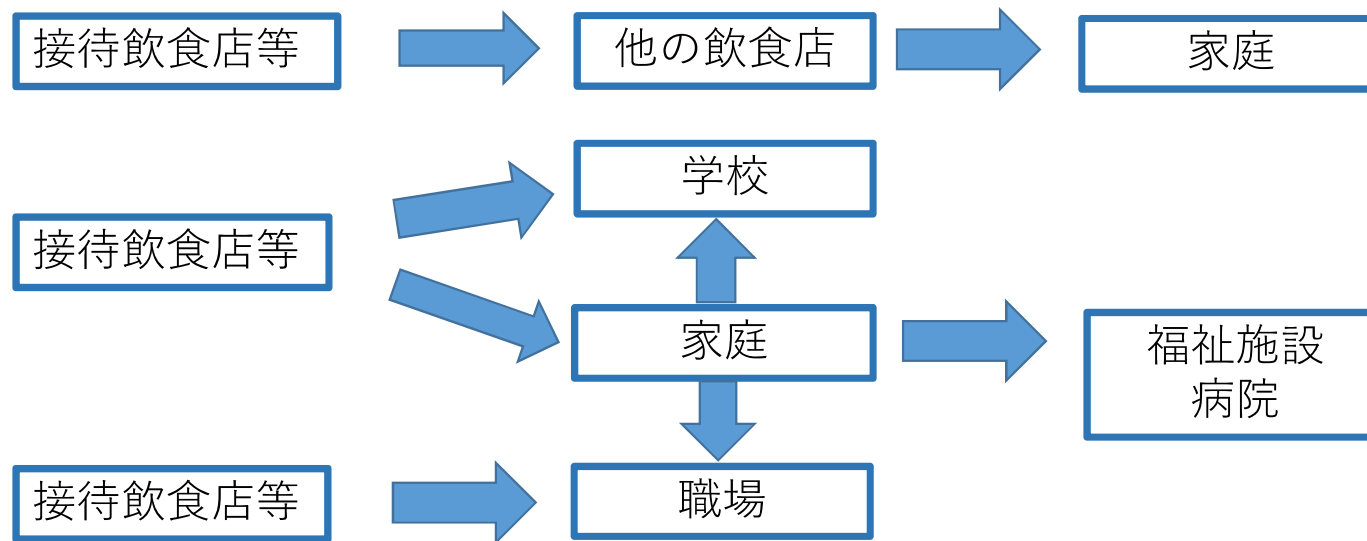 接待飲食店等
他の飲食店
家庭
学校
接待飲食店等
家庭
福祉施設
病院
接待飲食店等
職場